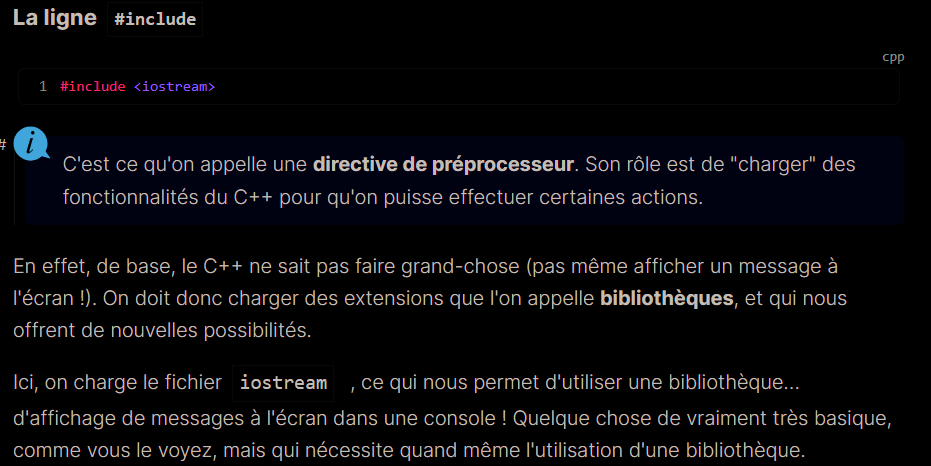 La ligne #include
cpp
1 #include <iostream>
#
i
C'est ce qu'on appelle une directive de préprocesseur. Son rôle est de "charger" des
fonctionnalités du C++ pour qu'on puisse effectuer certaines actions.
En effet, de base, le C++ ne sait pas faire grand-chose (pas même afficher un message à
l'écran !). On doit donc charger des extensions que l'on appelle bibliothèques, et qui nous
offrent de nouvelles possibilités.
Ici, on charge le fichier iostream , ce qui nous permet d'utiliser une bibliothèque...
d'affichage de messages à l'écran dans une console ! Quelque chose de vraiment très basique,
comme vous le voyez, mais qui nécessite quand même l'utilisation d'une bibliothèque.